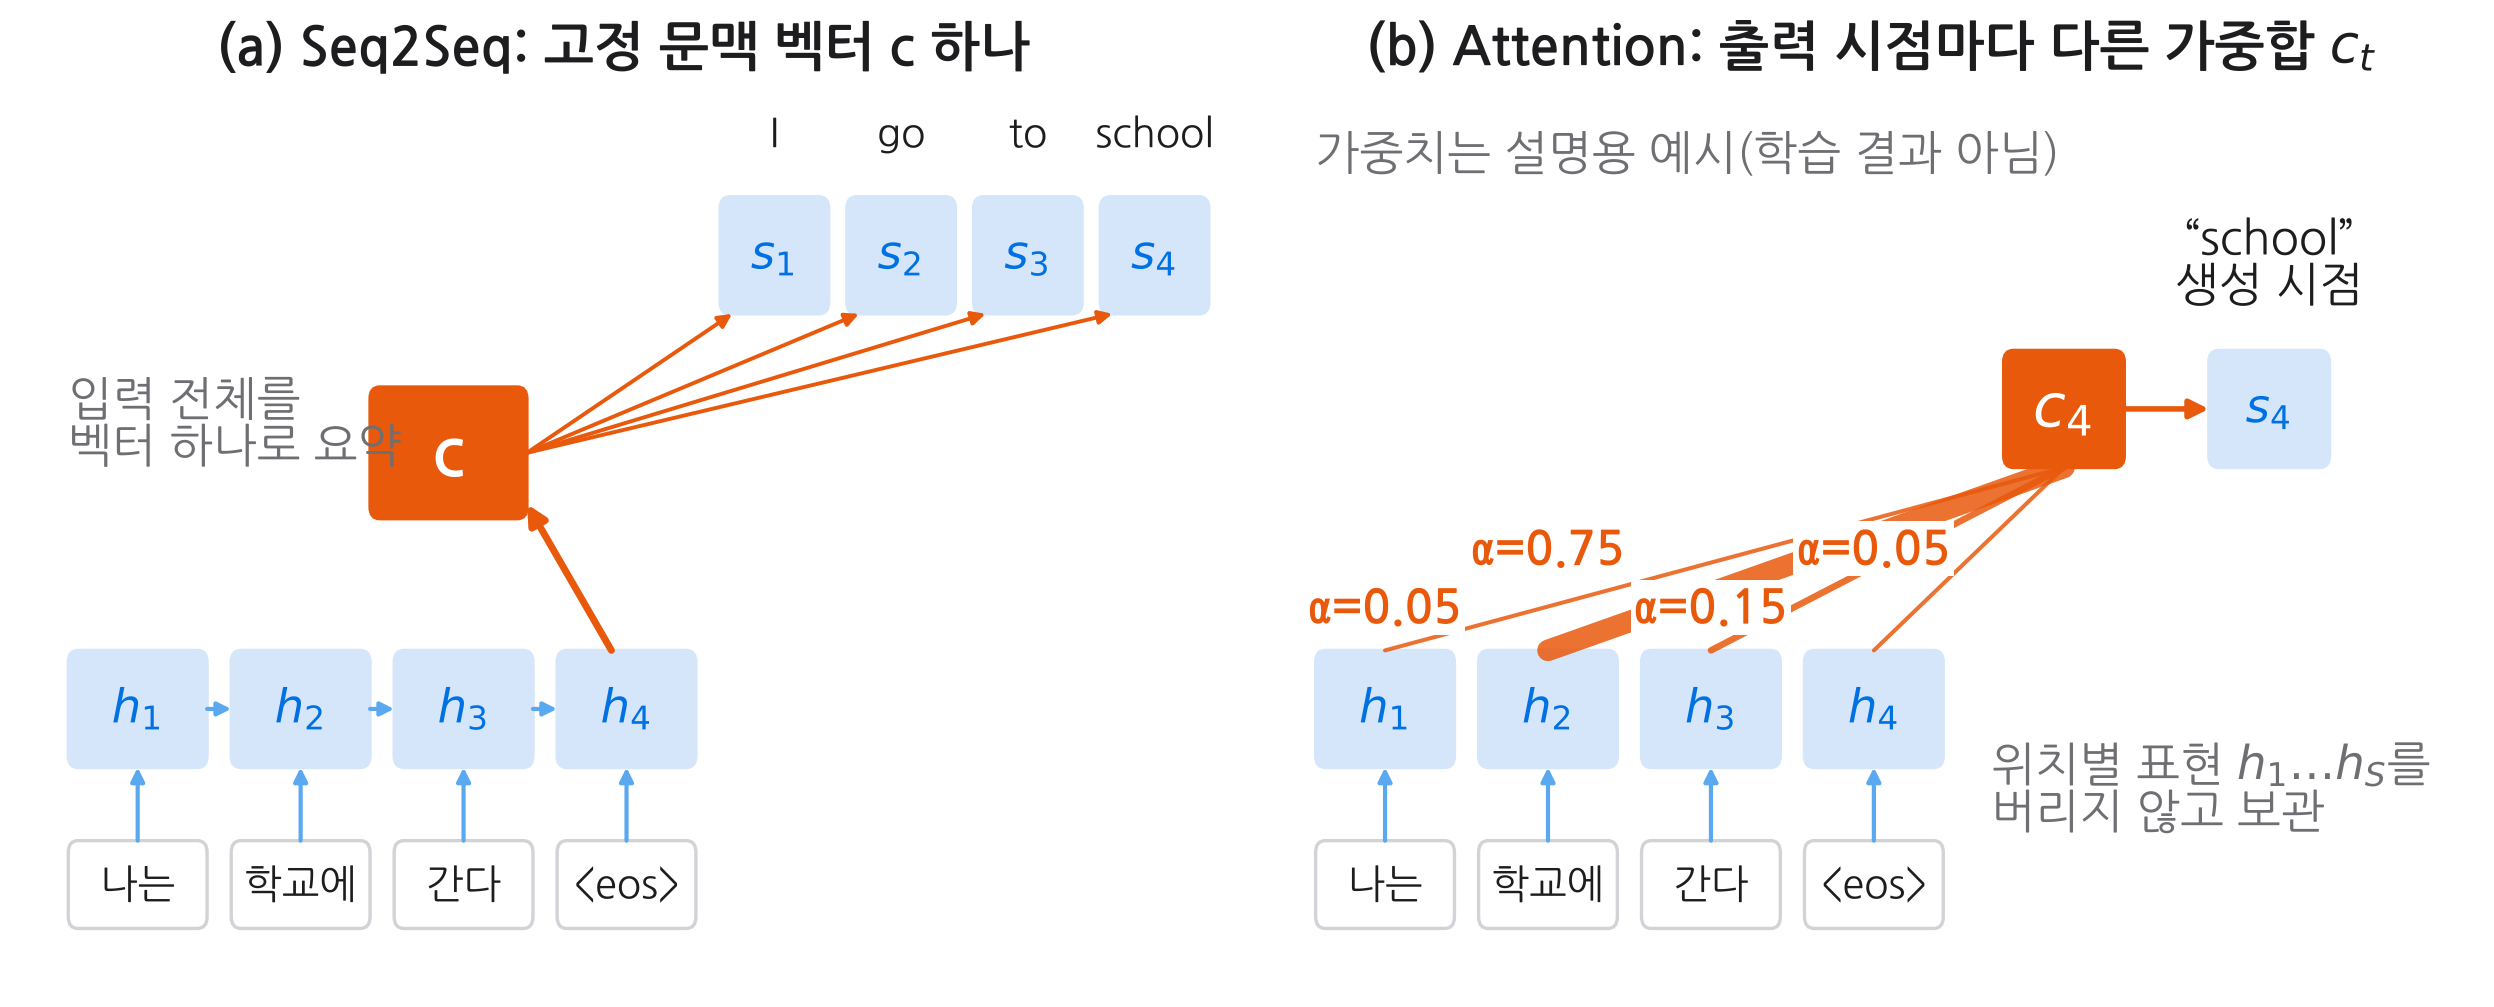 (a) Seq2Seq: 고정 문맥 벡터 c 하나
I go to school
s1 s2 s3 s4
입력 전체를
벡터 하나로 요약
c
h1 h2 h3 h4
나는 학교에 간다 <eos>
(b) Attention: 출력 시점마다 다른 가중합 ct
가중치는 설명용 예시(학습 결과 아님)
“school”
생성 시점
c4 s4
α=0.75 α=0.05
α=0.05 α=0.15
h1 h2 h3 h4
위치별 표현 h1…hS를
버리지 않고 보관
나는 학교에 간다 <eos>